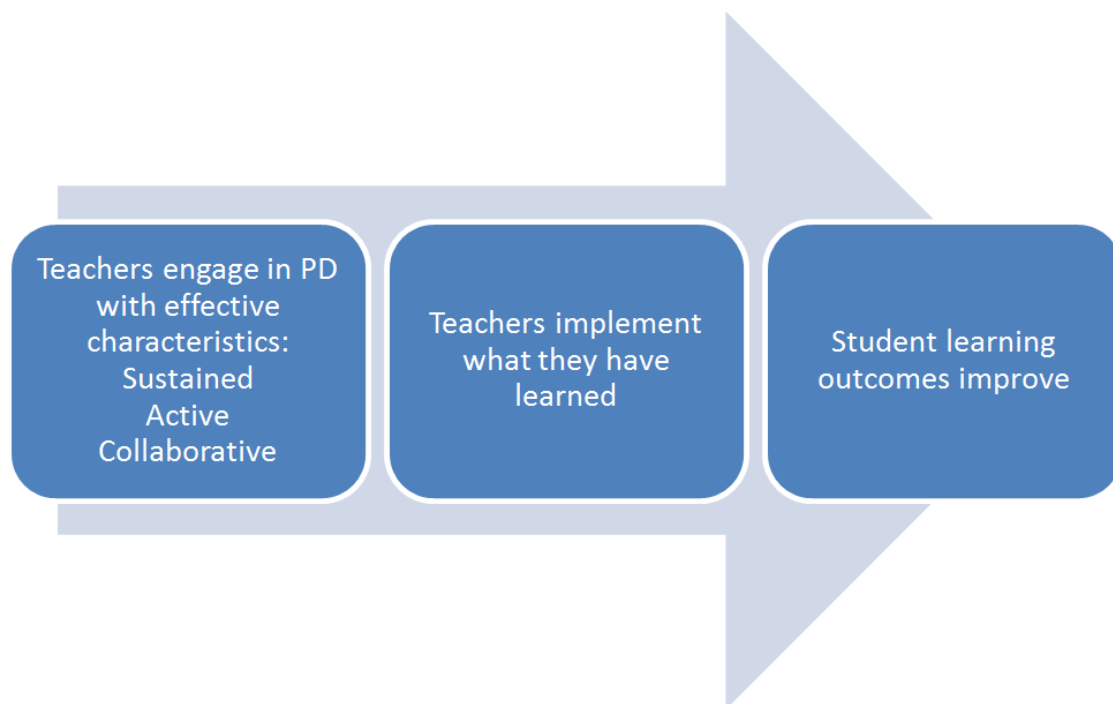 Teachers engage in PD
with effective
characteristics:
Sustained
Active
Collaborative
Teachers implement
what they have
learned
Student learning
outcomes improve